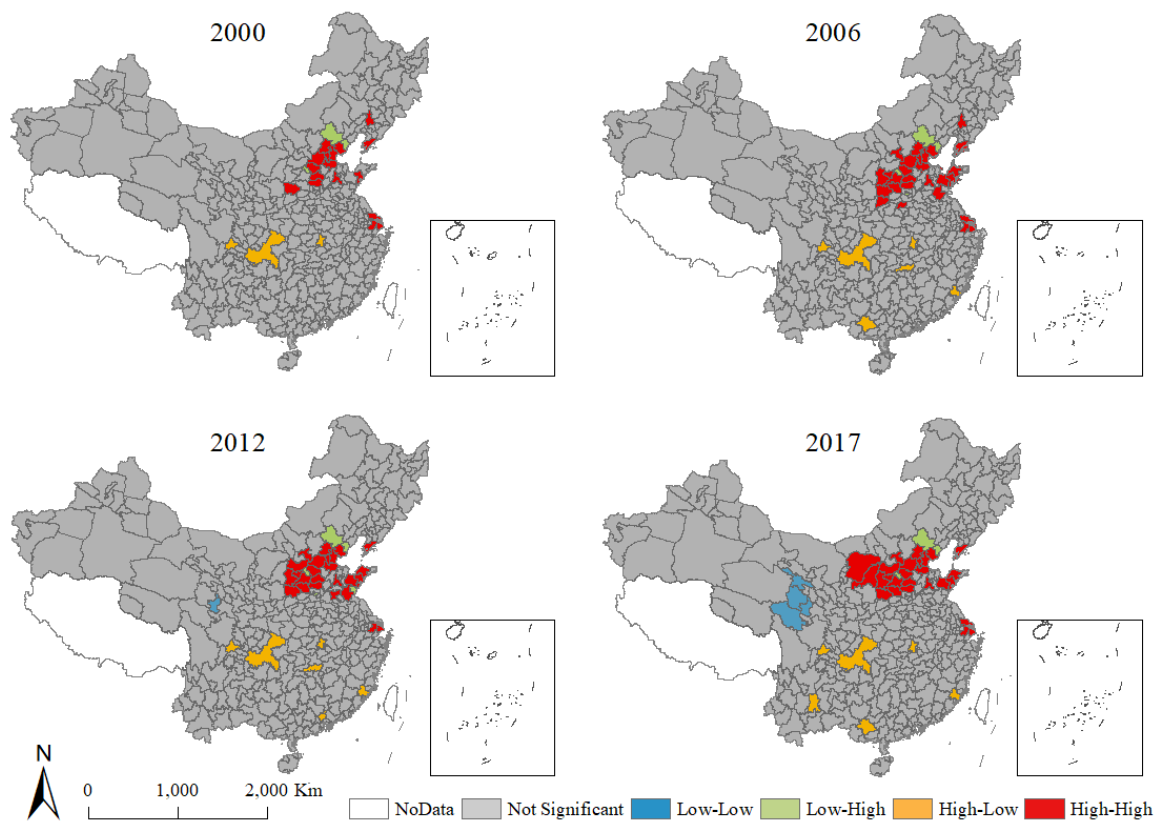 2000
2006
2012
2017
N
0 1,000 2,000 Km
NoData Not Significant Low-Low Low-High High-Low High-High